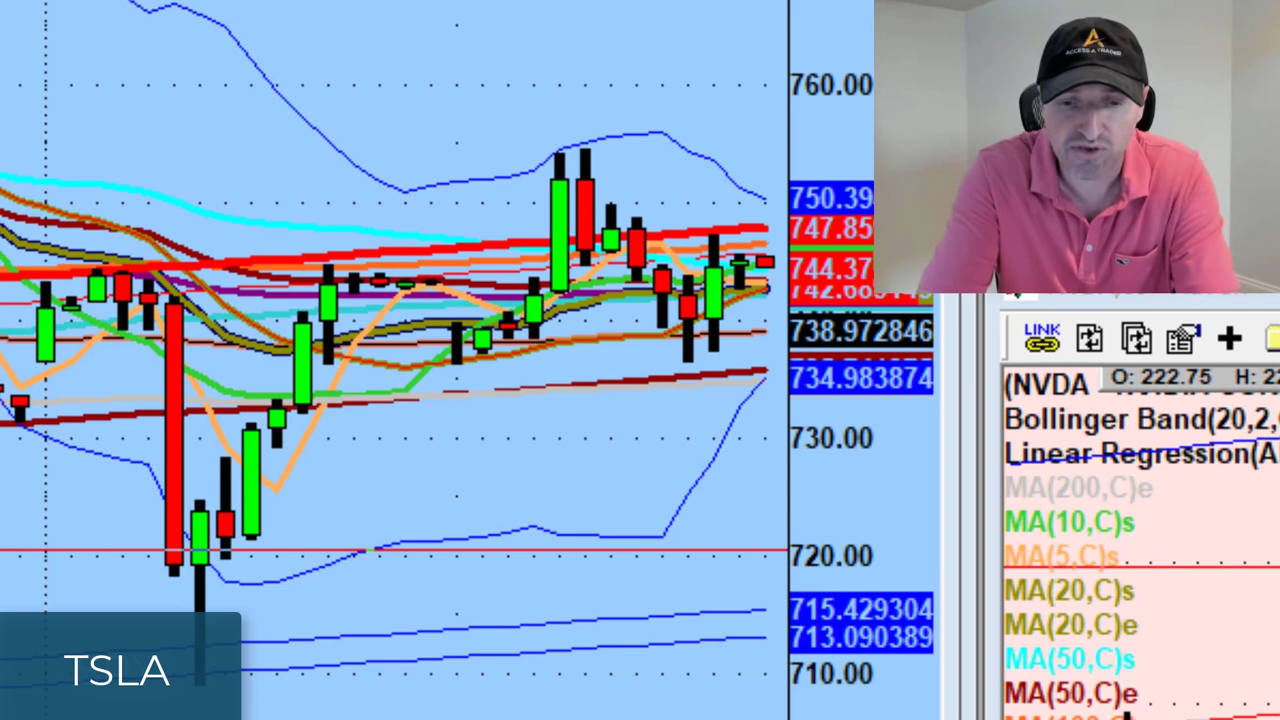 760.00
750.39
747.85
744.37
738.972846
734.983874
730.00
720.00
715.429304
713.090389
710.00
TSLA
ACCESS A TRADER
LINK
(NVDA
O: 222.75 H: 22
Bollinger Band(20,2,
Linear Regression(A
MA(200,C)e
MA(10,C)s
MA(5,C)s
MA(20,C)s
MA(20,C)e
MA(50,C)s
MA(50,C)e